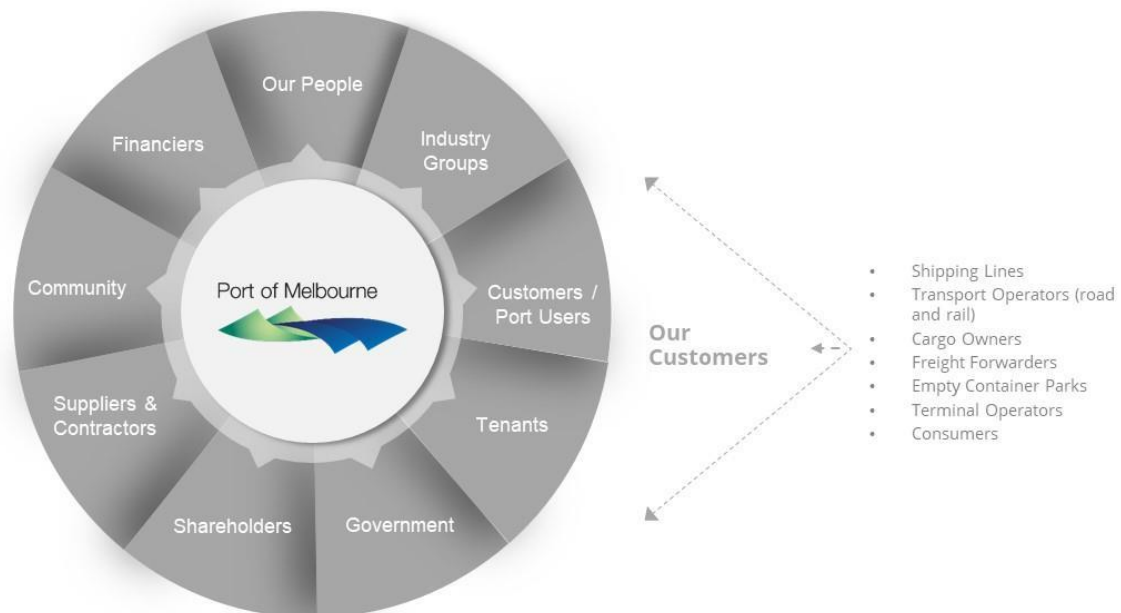 Our People
Industry
Groups
Customers /
Port Users
Tenants
Government
Shareholders
Suppliers &
Contractors
Community
Financiers
Port of Melbourne
Our
Customers
• Shipping Lines
• Transport Operators (road
and rail)
• Cargo Owners
• Freight Forwarders
• Empty Container Parks
• Terminal Operators
• Consumers